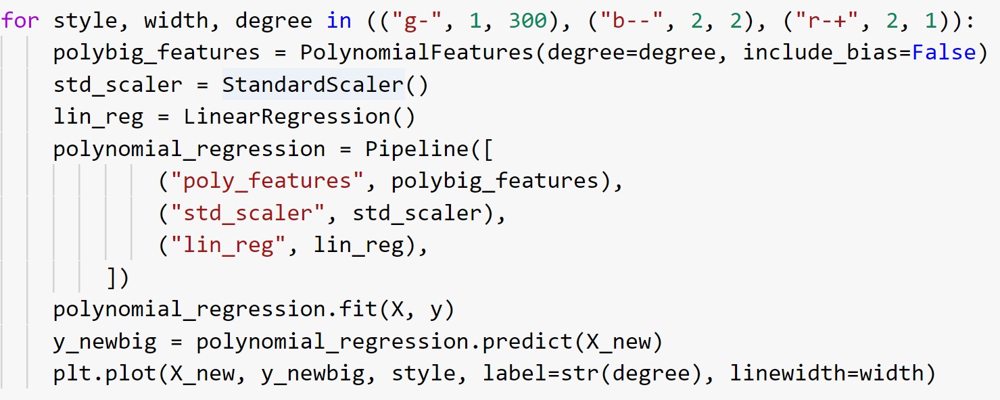 for style, width, degree in (("g-", 1, 300), ("b--", 2, 2), ("r-+", 2, 1)):
    polybig_features = PolynomialFeatures(degree=degree, include_bias=False)
    std_scaler = StandardScaler()
    lin_reg = LinearRegression()
    polynomial_regression = Pipeline([
            ("poly_features", polybig_features),
            ("std_scaler", std_scaler),
            ("lin_reg", lin_reg),
        ])
    polynomial_regression.fit(X, y)
    y_newbig = polynomial_regression.predict(X_new)
    plt.plot(X_new, y_newbig, style, label=str(degree), linewidth=width)